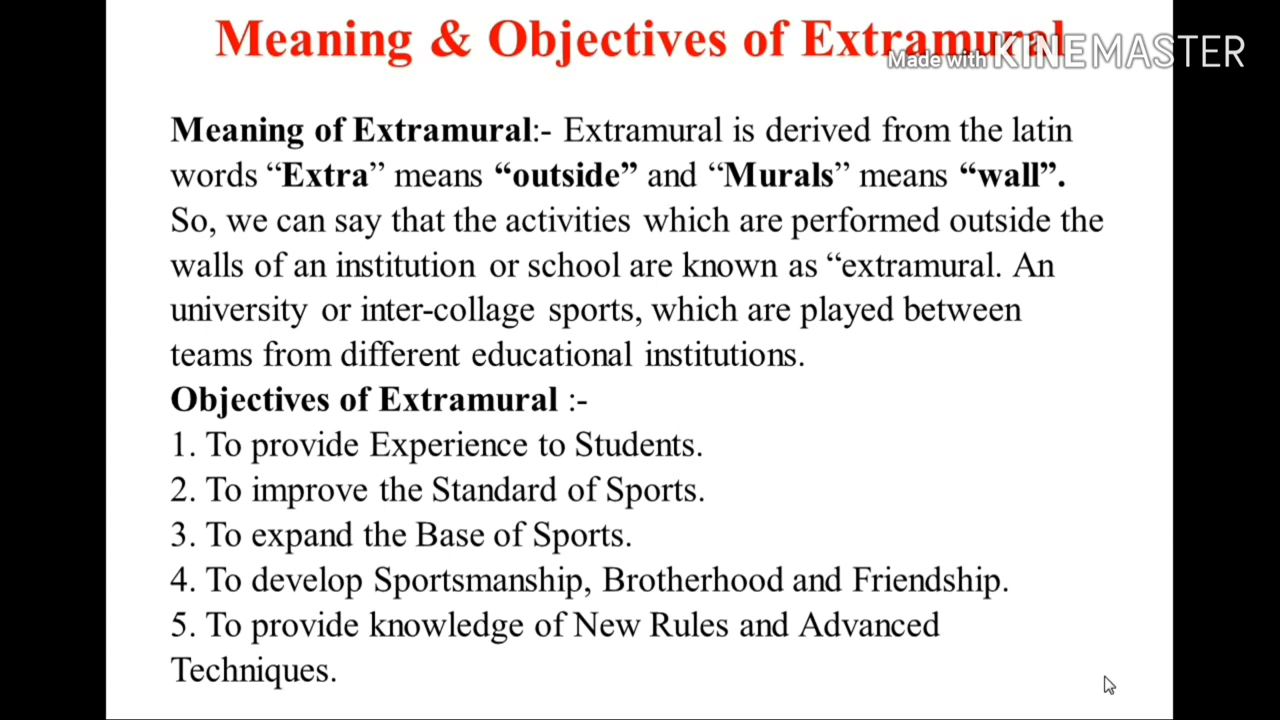 Meaning & Objectives of Extramural
Made with KINEMASTER
Meaning of Extramural:- Extramural is derived from the latin
words “Extra” means “outside” and “Murals” means “wall”.
So, we can say that the activities which are performed outside the
walls of an institution or school are known as “extramural. An
university or inter-collage sports, which are played between
teams from different educational institutions.
Objectives of Extramural :-
1. To provide Experience to Students.
2. To improve the Standard of Sports.
3. To expand the Base of Sports.
4. To develop Sportsmanship, Brotherhood and Friendship.
5. To provide knowledge of New Rules and Advanced
Techniques.